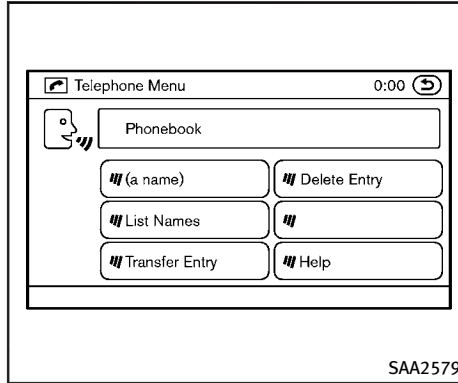 Telephone Menu 0:00
Phonebook
(a name) Delete Entry
List Names
Transfer Entry Help
SAA2579